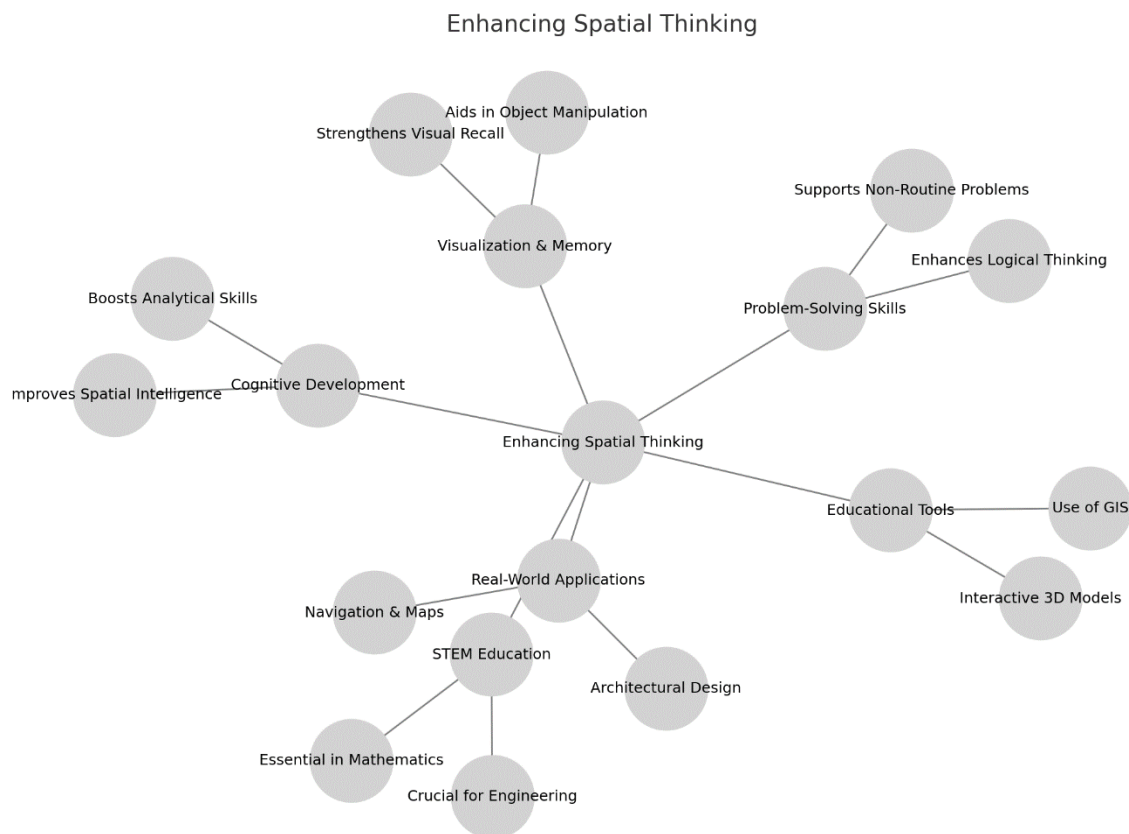 Enhancing Spatial Thinking
Aids in Object Manipulation
Strengthens Visual Recall
Supports Non-Routine Problems
Visualization & Memory
Enhances Logical Thinking
Boosts Analytical Skills
Problem-Solving Skills
Cognitive Development
mproves Spatial Intelligence
Enhancing Spatial Thinking
Educational Tools
Use of GIS
Real-World Applications
Interactive 3D Models
Navigation & Maps
STEM Education
Architectural Design
Essential in Mathematics
Crucial for Engineering